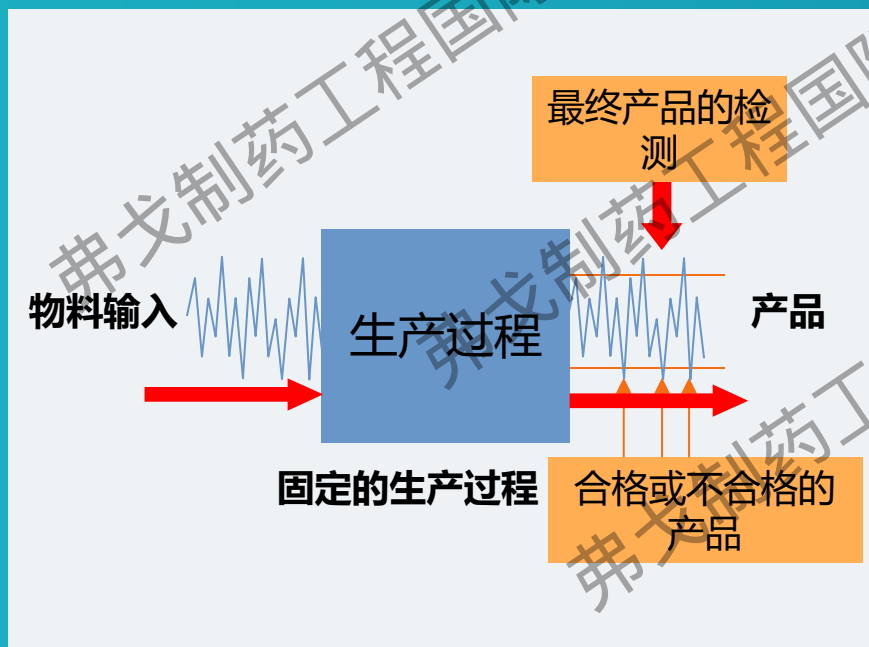 弗戈制药工程国际
弗戈制药工程国际
最终产品的检
测
物料输入
生产过程
产品
固定的生产过程
合格或不合格的
产品
弗戈制药工